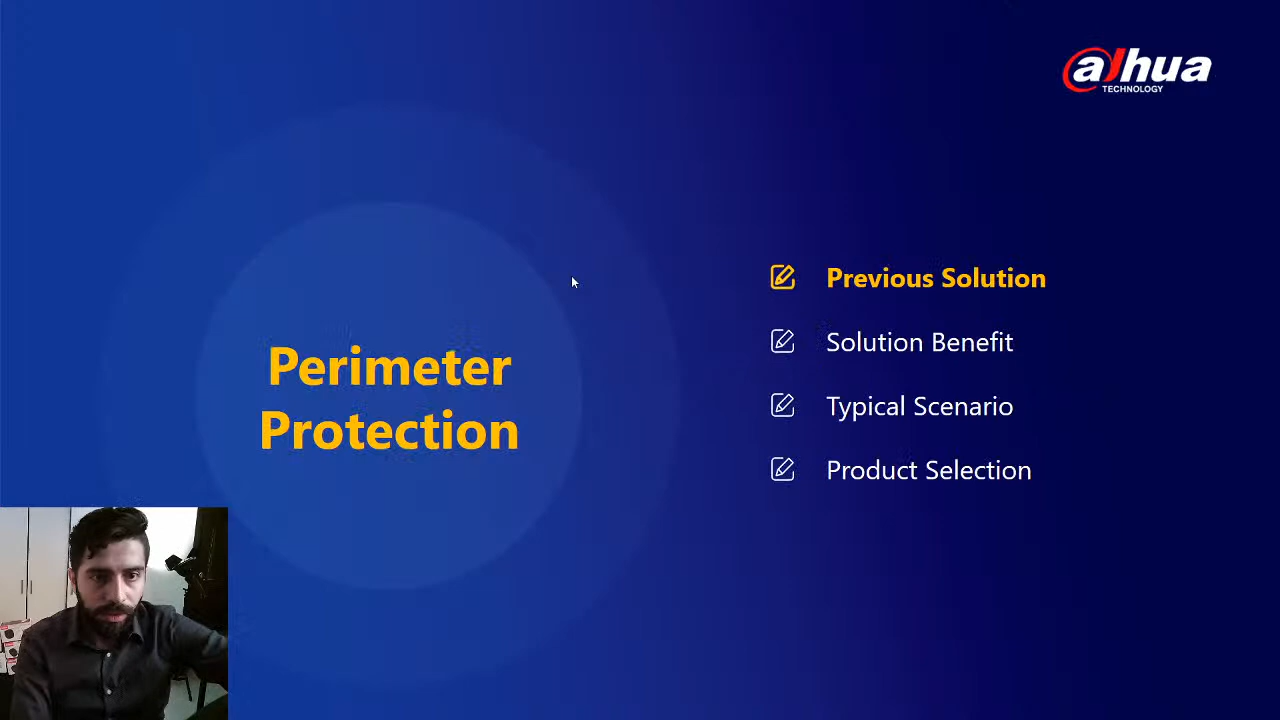 alhua
TECHNOLOGY
Previous Solution
Solution Benefit
Perimeter
Protection
Typical Scenario
Product Selection